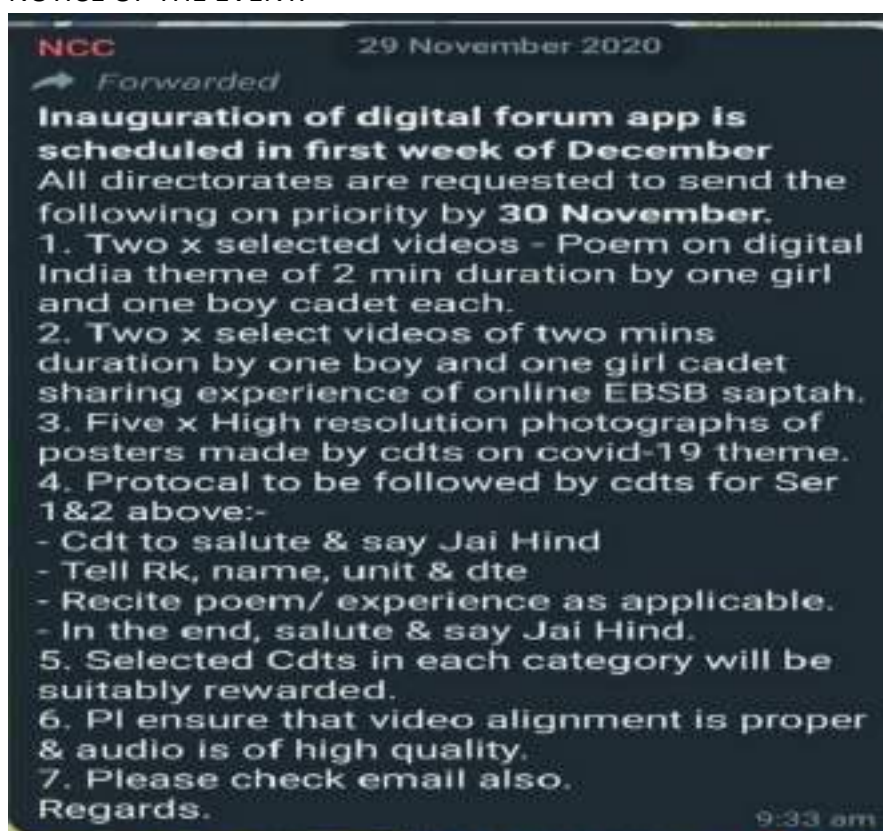 NCC
29 November 2020
Forwarded
Inauguration of digital forum app is
scheduled in first week of December
All directorates are requested to send the
following on priority by 30 November.
1. Two x selected videos - Poem on digital
India theme of 2 min duration by one girl
and one boy cadet each.
2. Two x select videos of two mins
duration by one boy and one girl cadet
sharing experience of online EBSB saptah.
3. Five x High resolution photographs of
posters made by cdts on covid-19 theme.
4. Protocal to be followed by cdts for Ser
1&2 above:-
- Cdt to salute & say Jai Hind
- Tell Rk, name, unit & dte
- Recite poem/ experience as applicable.
- In the end, salute & say Jai Hind.
5. Selected Cdts in each category will be
suitably rewarded.
6. Pl ensure that video alignment is proper
& audio is of high quality.
7. Please check email also.
Regards.
9:33 am